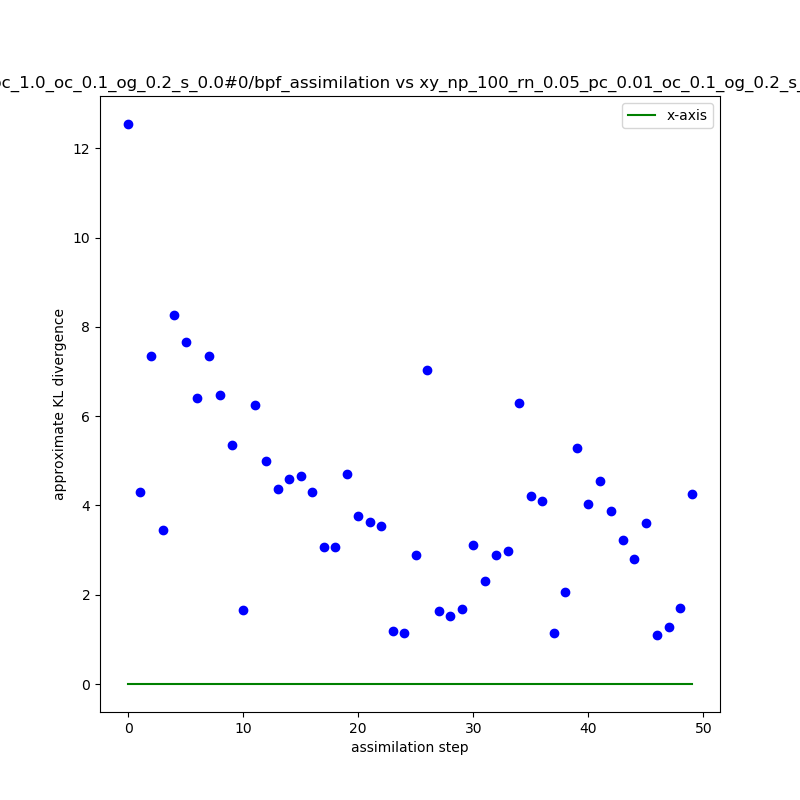 oc_1.0_oc_0.1_og_0.2_s_0.0#0/bpf_assimilation vs xy_np_100_rn_0.05_pc_0.01_oc_0.1_og_0.2_s_
x-axis
12
10
8
6
4
2
0
approximate KL divergence
0 10 20 30 40 50
assimilation step